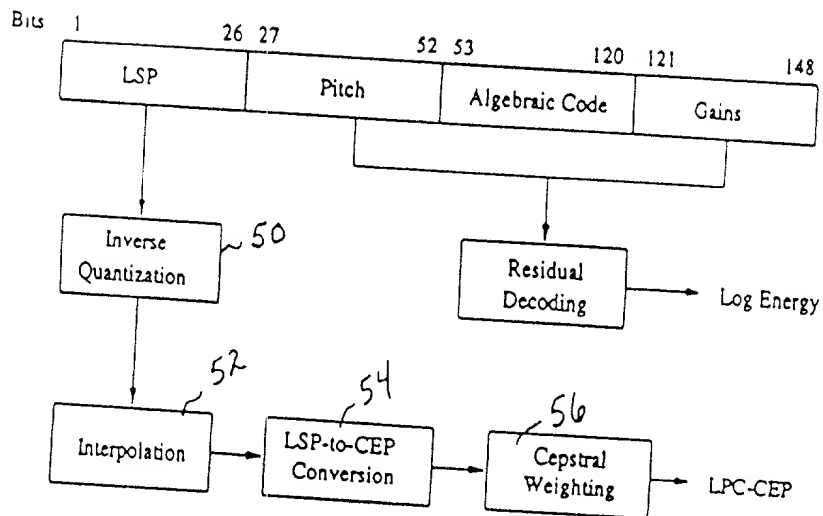 Bits 1 26 27 52 53 120 121 148
LSP Pitch Algebraic Code Gains
Inverse
Quantization
50
Residual
Decoding
Log Energy
52
54
56
Interpolation
LSP-to-CEP
Conversion
Cepstral
Weighting
LPC-CEP